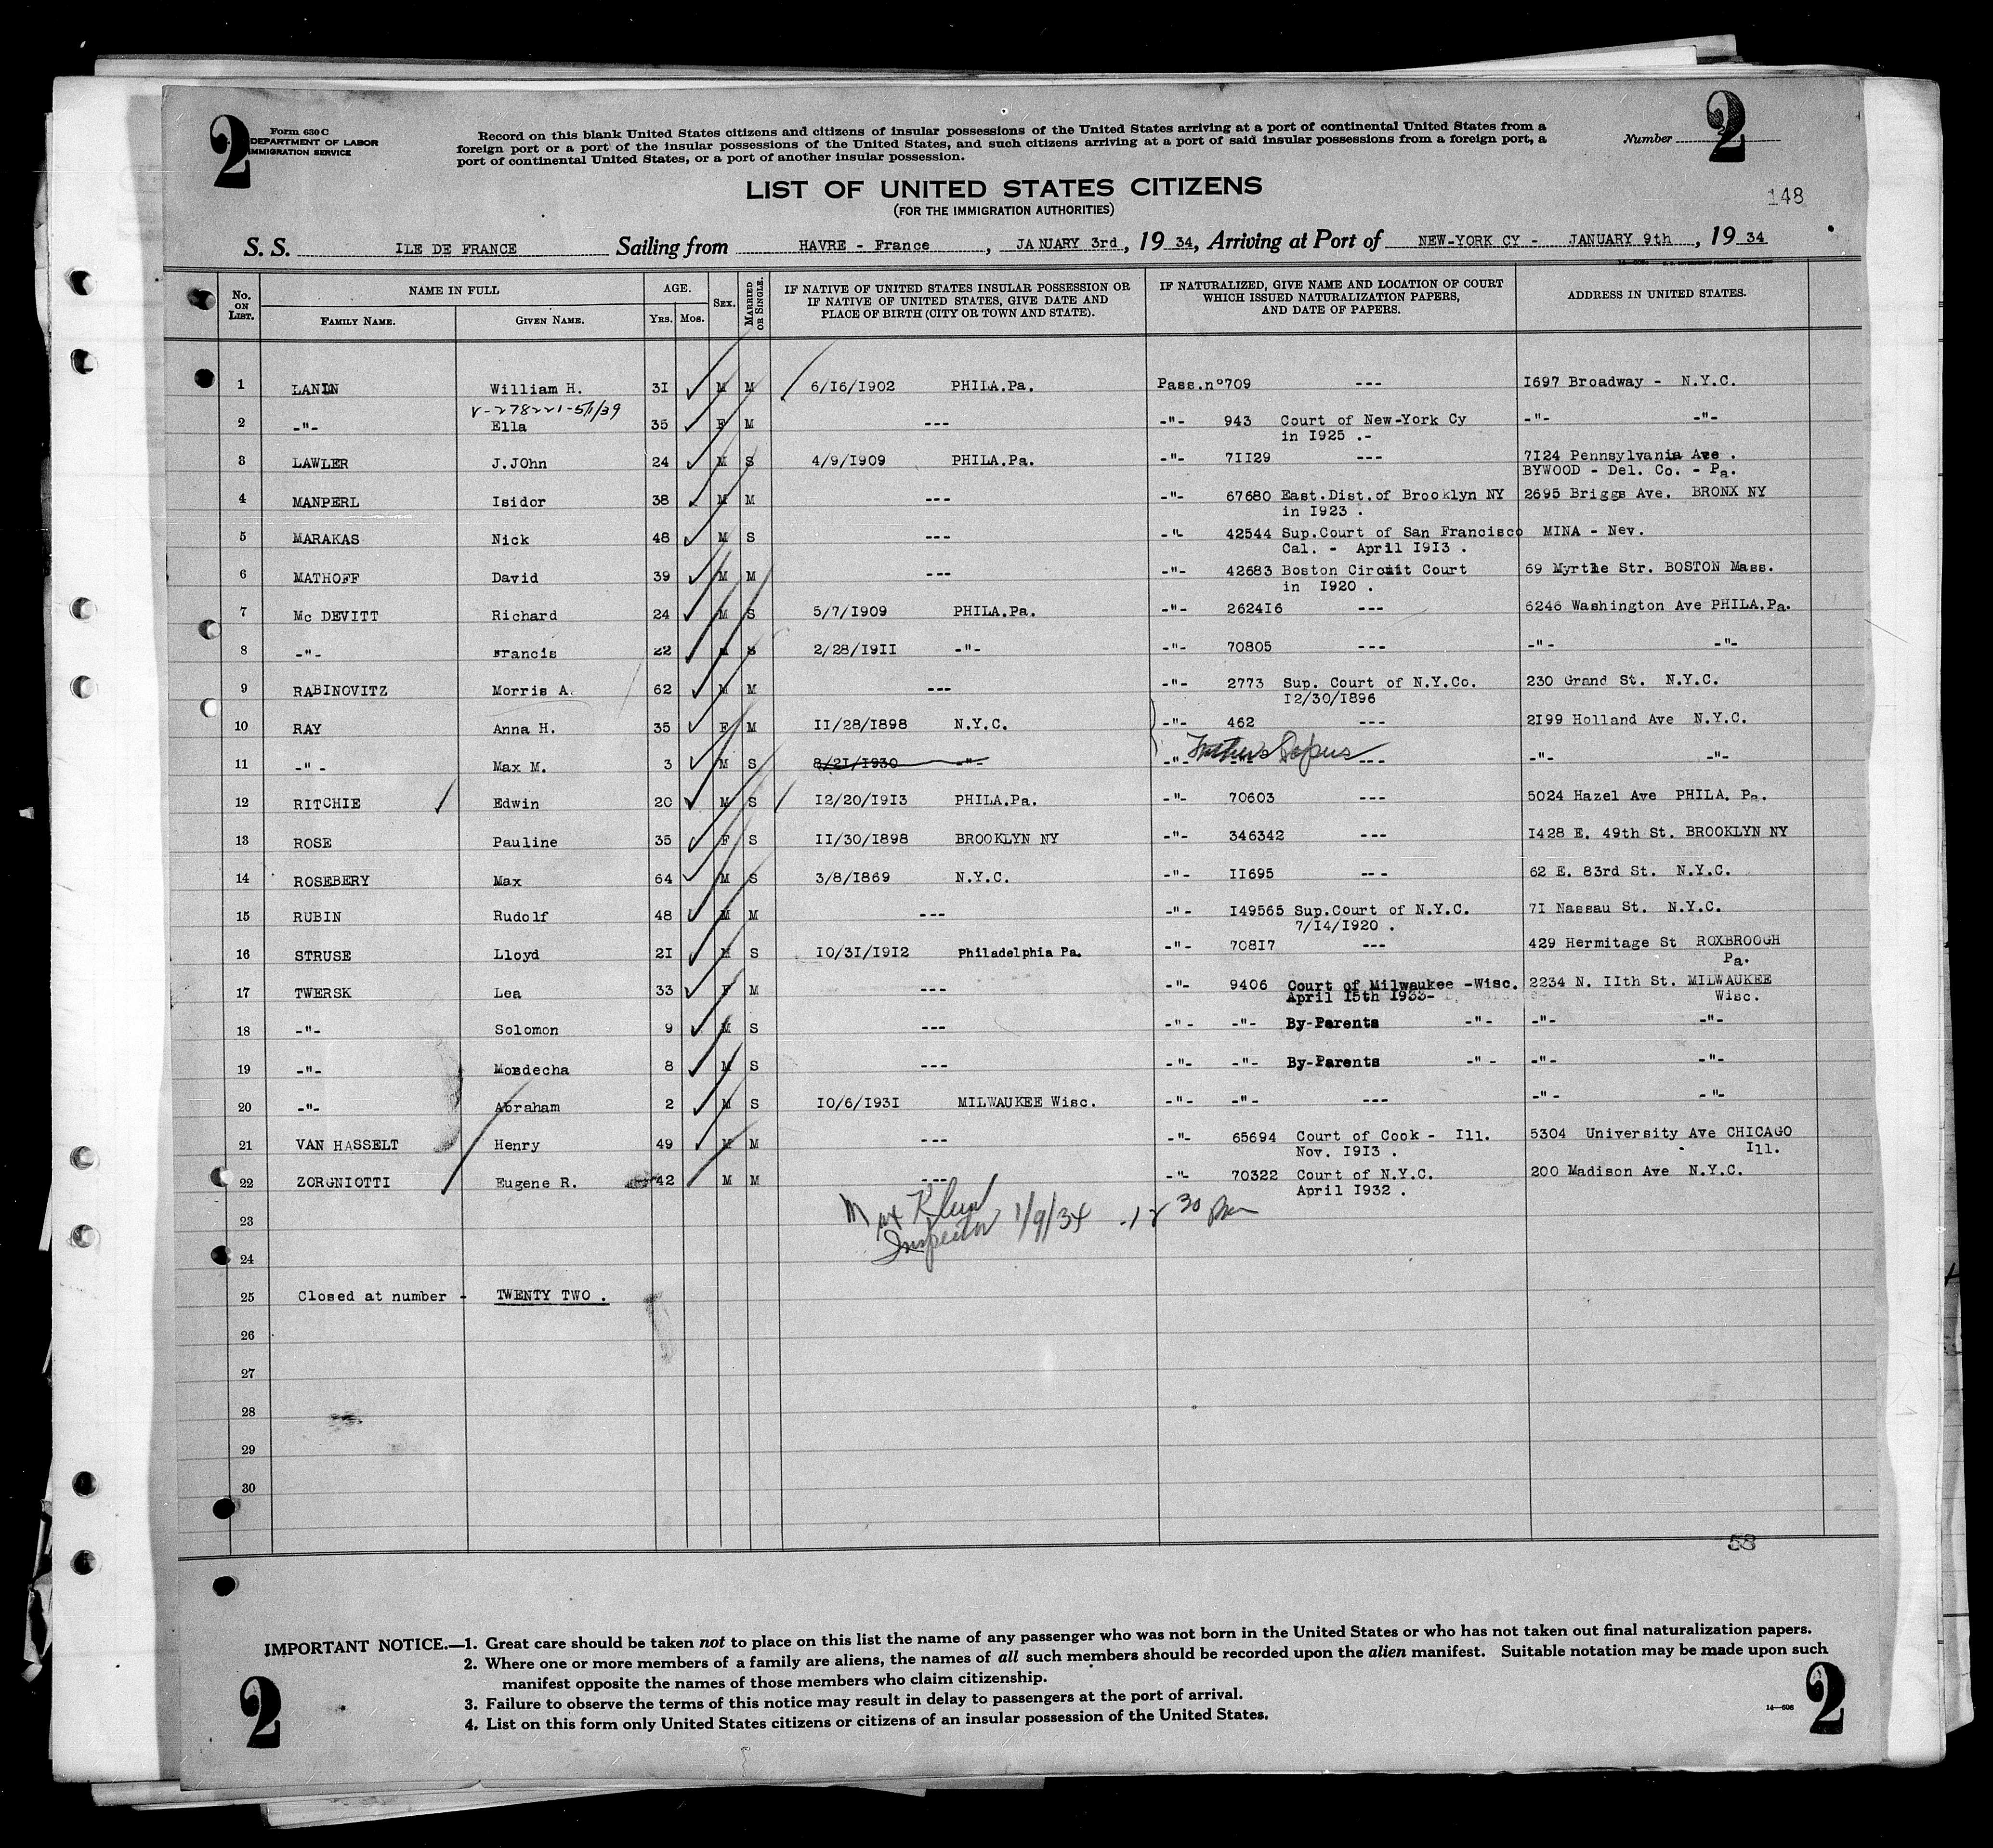 2
Form 630 C
DEPARTMENT OF LABOR
IMMIGRATION SERVICE
Record on this blank United States citizens and citizens of insular possessions of the United States arriving at a port of continental United States from a
foreign port or a port of the insular possessions of the United States, and such citizens arriving at a port of said insular possessions from a foreign port, a
port of continental United States, or a port of another insular possession.
Number 2
LIST OF UNITED STATES CITIZENS
(FOR THE IMMIGRATION AUTHORITIES)
148
S. S. ILE DE FRANCE Sailing from HAVRE - France, JANUARY 3rd, 19 34, Arriving at Port of NEW-YORK CY - JANUARY 9th, 19 34
No. ON LIST. NAME IN FULL FAMILY NAME. GIVEN NAME. AGE. YRS. MOS. SEX. MARRIED OR SINGLE. IF NATIVE OF UNITED STATES INSULAR POSSESSION OR IF NATIVE OF UNITED STATES, GIVE DATE AND PLACE OF BIRTH (CITY OR TOWN AND STATE). IF NATURALIZED, GIVE NAME AND LOCATION OF COURT WHICH ISSUED NATURALIZATION PAPERS, AND DATE OF PAPERS. ADDRESS IN UNITED STATES.
1 LANIN William H. 31 M M 6/16/1902 PHILA.Pa. Pass.n°709 --- 1697 Broadway - N.Y.C.
V-278221-5/1/39
2 -"- Ella 35 F M --- -"- 943 Court of New-York Cy -"- -"-
in 1925 .-
3 LAWLER J.JOhn 24 M S 4/9/1909 PHILA.Pa. -"- 71129 --- 7124 Pennsylvania Ave .
BYWOOD - Del. Co. - Pa.
4 MANPERL Isidor 38 M M --- -"- 67680 East.Dist.of Brooklyn NY 2695 Briggs Ave. BRONX NY
in 1923 .
5 MARAKAS Nick 48 M S --- -"- 42544 Sup.Court of San Francisco MINA - Nev.
Cal. - April 1913 .
6 MATHOFF David 39 M M --- -"- 42683 Boston Circuit Court 69 Myrtle Str. BOSTON Mass.
in 1920 .
7 Mc DEVITT Richard 24 M S 5/7/1909 PHILA.Pa. -"- 262416 --- 6246 Washington Ave PHILA.Pa.
8 -"- Francis 22 M S 2/28/1911 -"- -"- 70805 --- -"- -"-
9 RABINOVITZ Morris A. 62 M M --- -"- 2773 Sup. Court of N.Y.Co. 230 Grand St. N.Y.C.
12/30/1896
10 RAY Anna H. 35 F M 11/28/1898 N.Y.C. -"- 462 --- 2199 Holland Ave N.Y.C.
11 -"- Max M. 3 M S 8/21/1930 -"- -"- --- -"- -"-
12 RITCHIE Edwin 20 M S 12/20/1913 PHILA.Pa. -"- 70603 --- 5024 Hazel Ave PHILA. Pa.
13 ROSE Pauline 35 F S 11/30/1898 BROOKLYN NY -"- 346342 --- 1428 E. 49th St. BROOKLYN NY
14 ROSEBERY Max 64 M S 3/8/1869 N.Y.C. -"- 11695 --- 62 E. 83rd St. N.Y.C.
15 RUBIN Rudolf 48 M M --- -"- 149565 Sup.Court of N.Y.C. 71 Nassau St. N.Y.C.
7/14/1920 .
16 STRUSE Lloyd 21 M S 10/31/1912 Philadelphia Pa. -"- 70817 --- 429 Hermitage St ROXBROOGH
Pa.
17 TWERSK Lea 33 F M --- -"- 9406 Court of Milwaukee -Wisc. 2234 N. 11th St. MILWAUKEE
April 15th 1933- Wisc.
18 -"- Solomon 9 M S --- -"- -"- By-Parents -"- -"- -"-
19 -"- Mordecha 8 M S --- -"- -"- By-Parents -"- -"- -"-
20 -"- Abraham 2 M S 10/6/1931 MILWAUKEE Wisc. -"- -"- --- -"- -"-
21 VAN HASSELT Henry 49 M M --- -"- 65694 Court of Cook - Ill. 5304 University Ave CHICAGO
Nov. 1913 . Ill.
22 ZORGNIOTTI Eugene R. 42 M M --- -"- 70322 Court of N.Y.C. 200 Madison Ave N.Y.C.
April 1932 .
Max Klein
Inspector 1/9/34 -12 30 Pm
23
24
25 Closed at number - TWENTY TWO .
26
27
28
29
30
58
IMPORTANT NOTICE.—1. Great care should be taken not to place on this list the name of any passenger who was not born in the United States or who has not taken out final naturalization papers.
2. Where one or more members of a family are aliens, the names of all such members should be recorded upon the alien manifest. Suitable notation may be made upon such
manifest opposite the names of those members who claim citizenship.
3. Failure to observe the terms of this notice may result in delay to passengers at the port of arrival.
4. List on this form only United States citizens or citizens of an insular possession of the United States.
14—608
2
2